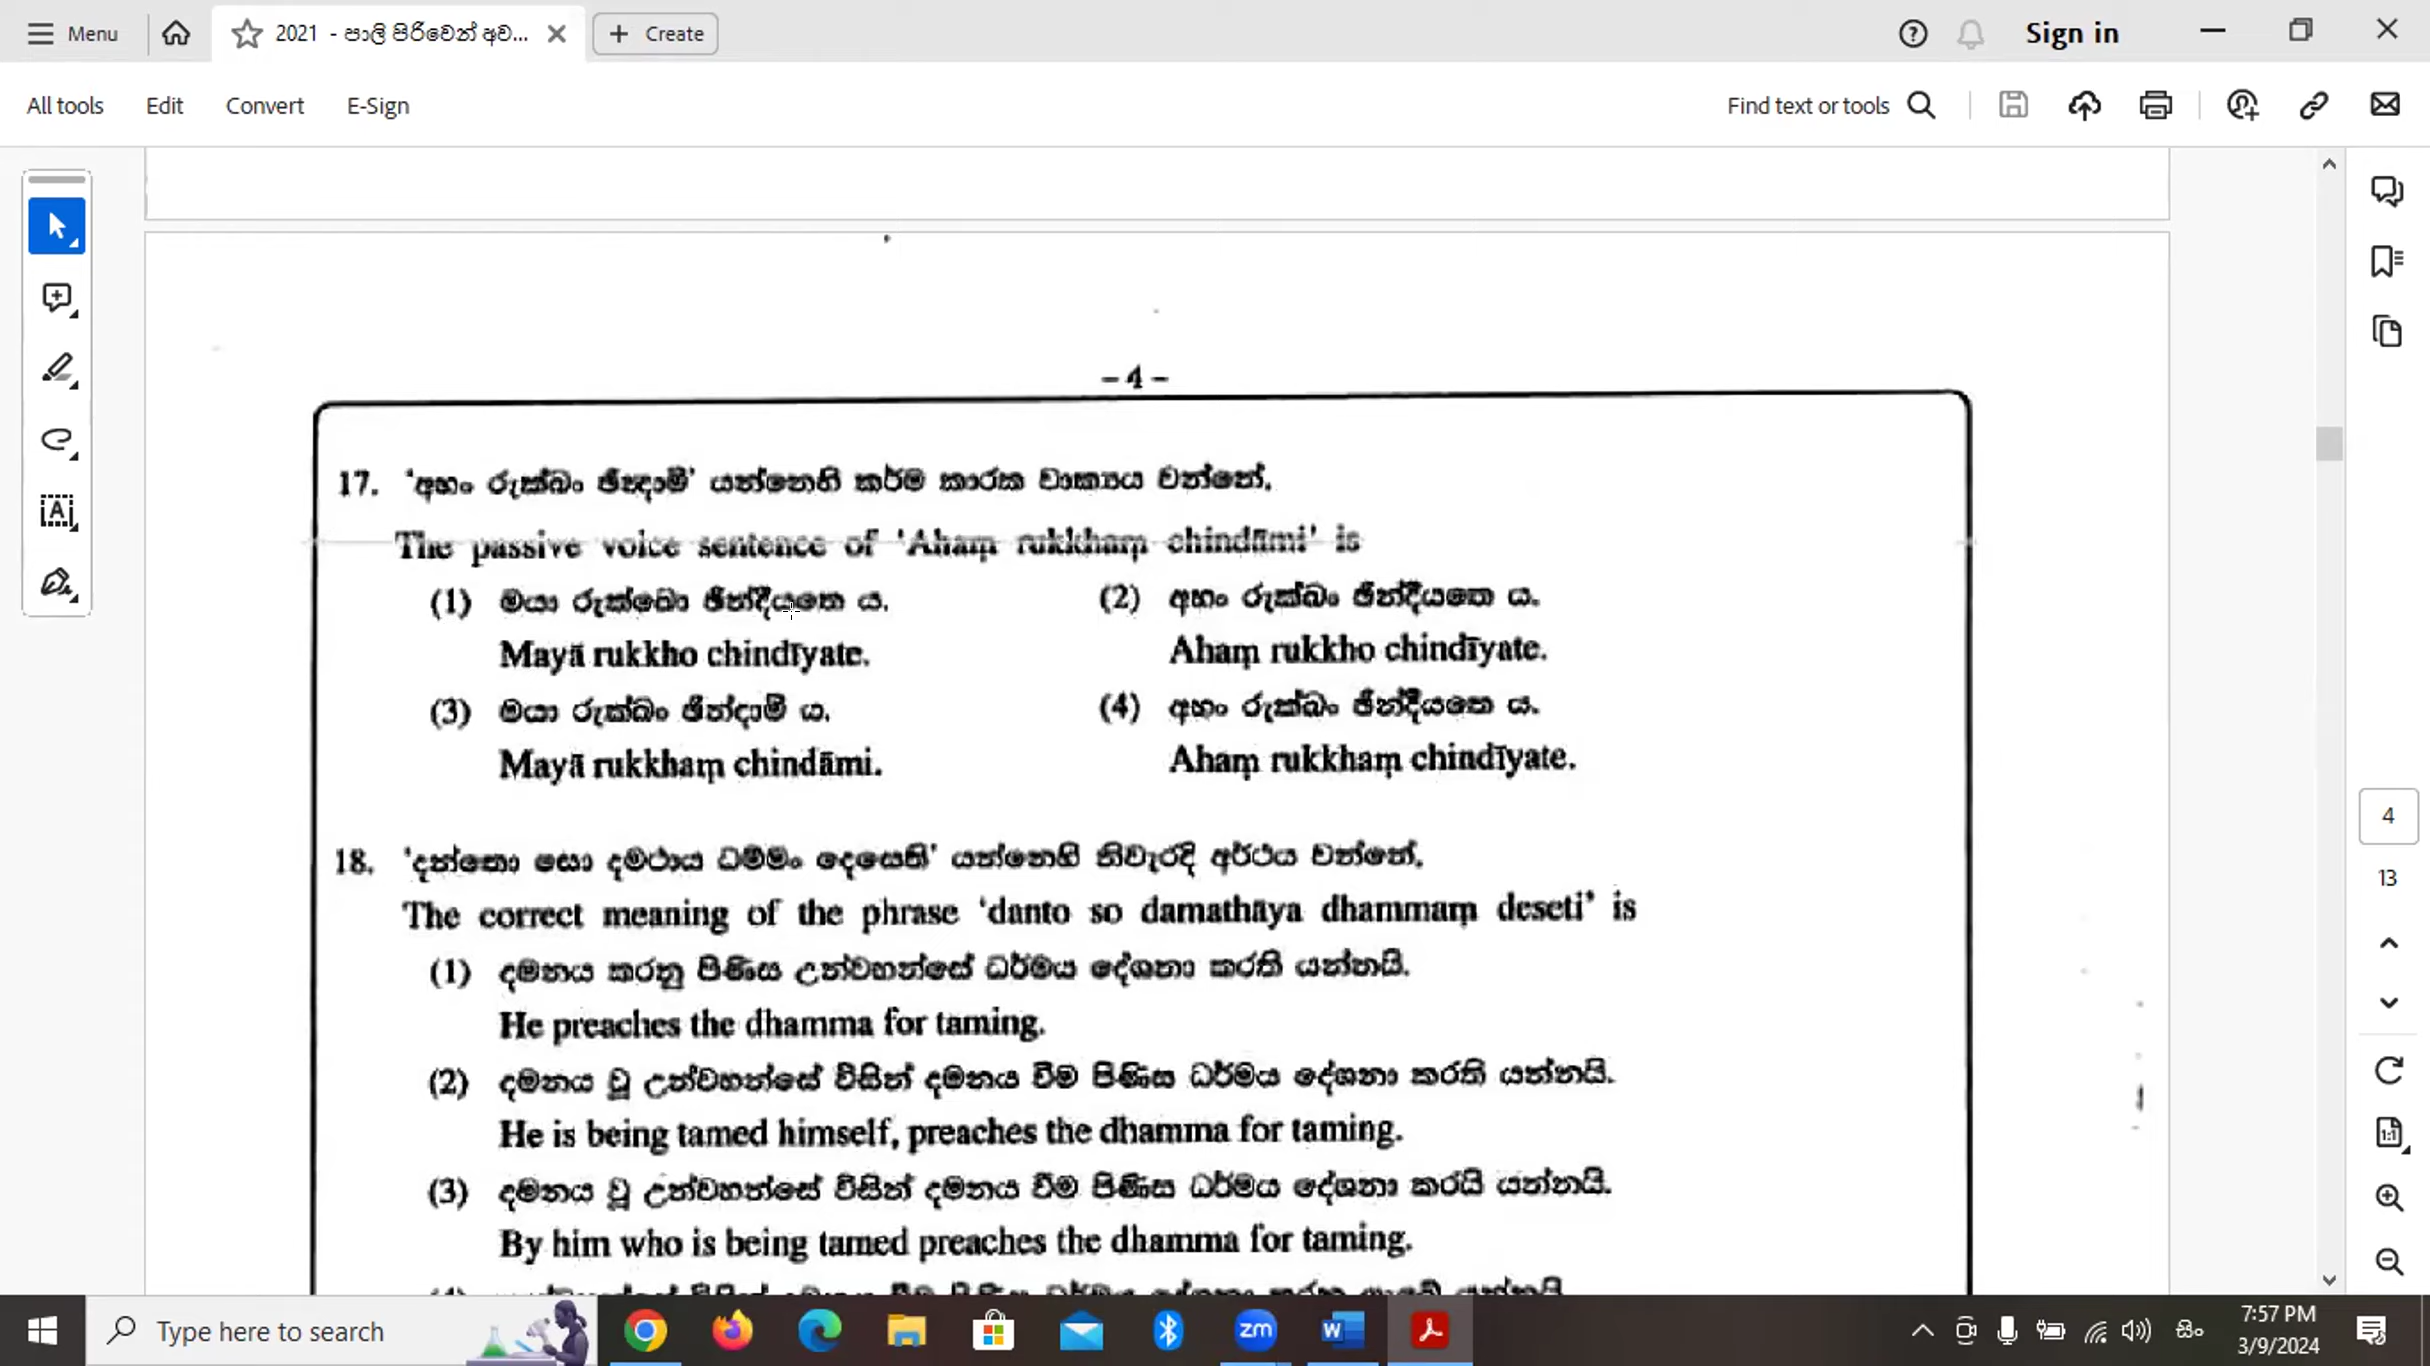 Menu
2021 - පාලි පිරිවෙන් අව...
Create
Sign in
All tools
Edit
Convert
E-Sign
Find text or tools
– 4 –
17. ‘අහං රුක්ඛං ඡින්දාමි’ යන්නෙහි කර්ම කාරක වාක්‍යය වන්නේ,
The passive voice sentence of ‘Ahaṃ rukkhaṃ chindāmi’ is
(1) මයා රුක්ඛො ඡින්දීයතෙ ය.
(2) අහං රුක්ඛං ඡින්දීයතෙ ය.
Mayā rukkho chindīyate.
Ahaṃ rukkho chindīyate.
(3) මයා රුක්ඛං ඡින්දාමි ය.
(4) අහං රුක්ඛං ඡින්දීයතෙ ය.
Mayā rukkhaṃ chindāmi.
Ahaṃ rukkhaṃ chindīyate.
18. ‘දන්තො සො දමථාය ධම්මං දෙසෙති’ යන්නෙහි නිවැරදි අර්ථය වන්නේ,
The correct meaning of the phrase ‘danto so damathāya dhammaṃ deseti’ is
(1) දමනය කරනු පිණිස උන්වහන්සේ ධර්මය දේශනා කරති යන්නයි.
He preaches the dhamma for taming.
(2) දමනය වූ උන්වහන්සේ විසින් දමනය වීම පිණිස ධර්මය දේශනා කරති යන්නයි.
He is being tamed himself, preaches the dhamma for taming.
(3) දමනය වූ උන්වහන්සේ විසින් දමනය වීම පිණිස ධර්මය දේශනා කරයි යන්නයි.
By him who is being tamed preaches the dhamma for taming.
4
13
Type here to search
සිං
7:57 PM
3/9/2024